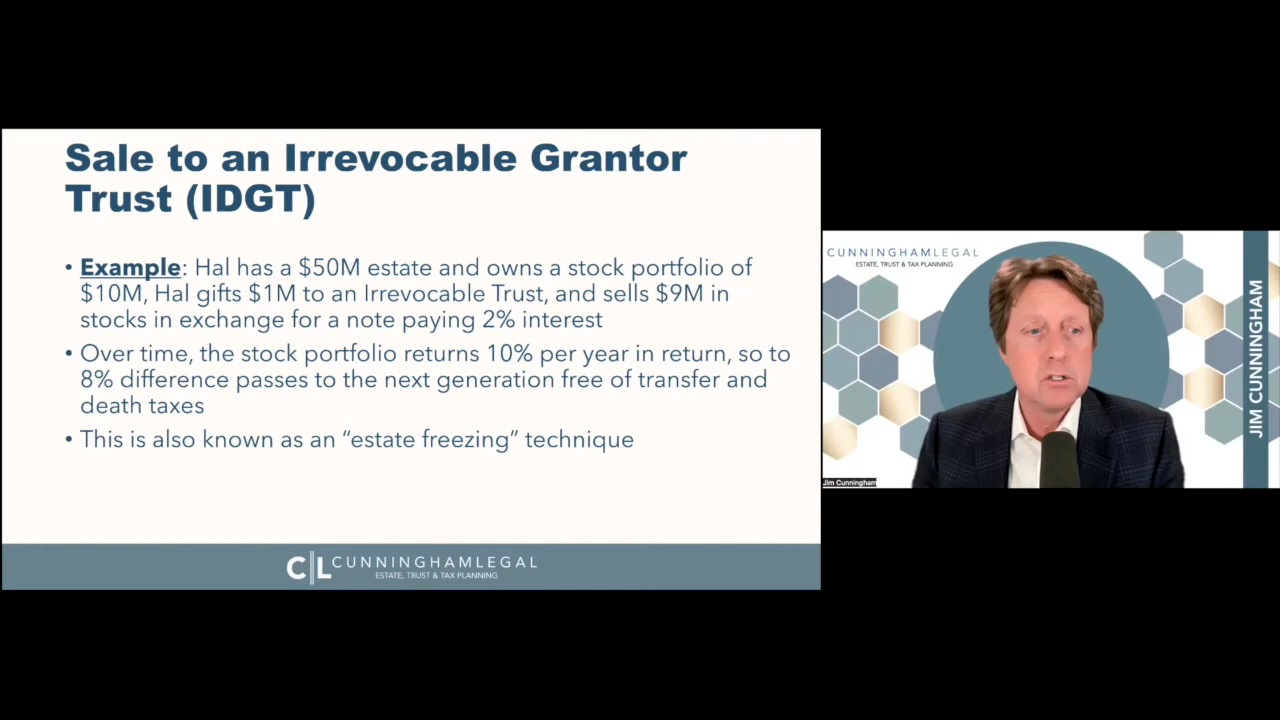 Sale to an Irrevocable Grantor
Trust (IDGT)
• Example: Hal has a $50M estate and owns a stock portfolio of
$10M, Hal gifts $1M to an Irrevocable Trust, and sells $9M in
stocks in exchange for a note paying 2% interest
• Over time, the stock portfolio returns 10% per year in return, so to
8% difference passes to the next generation free of transfer and
death taxes
• This is also known as an “estate freezing” technique
CL CUNNINGHAMLEGAL
ESTATE, TRUST & TAX PLANNING
CUNNINGHAMLEGAL
ESTATE, TRUST & TAX PLANNING
JIM CUNNINGHAM
Jim Cunningham